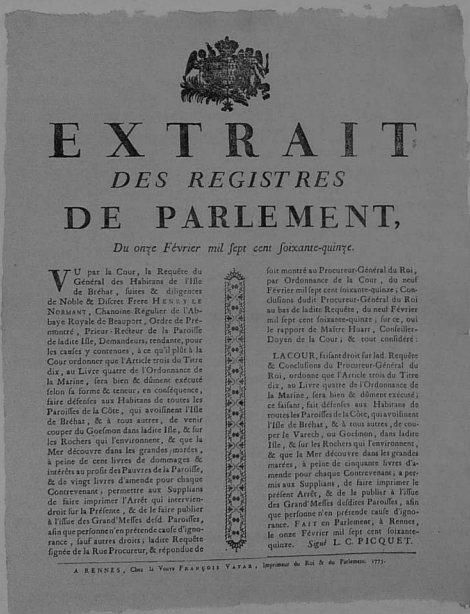 EXTRAIT
DES REGISTRES
DE PARLEMENT,
Du onze Février mil sept cent soixante-quinze.
VU par la Cour, la Requête du
Général des Habitans de l'Isle
de Bréhat, suites & diligences
de Noble & Discret Frere HENRY LE
NORMANT, Chanoine Régulier de l'Ab-
baye Royale de Beauport, Ordre de Pré-
montré, Prieur-Recteur de la Paroisse
de ladite Isle, Demandeurs, tendante, pour
les causes y contenues, à ce qu'il plût à la
Cour ordonner que l'Article trois du Titre
dix, au Livre quatre de l'Ordonnance de
la Marine, sera bien & dûment exécuté
selon sa forme & teneur; en conséquence,
faire défenses aux Habitans de toutes les
Paroisses de la Côte, qui avoisinent l'Isle
de Bréhat, & à tous autres, de venir
couper du Goesmon dans ladite Isle, & sur
les Rochers qui l'environnent, & que la
Mer découvre dans les grandes marées,
à peine de cent livres de dommages &
intérêts au profit des Pauvres de la Paroisse,
& de vingt livres d'amende pour chaque
Contrevenant; permettre aux Supplians
de faire imprimer l'Arrêt qui intervien-
droit sur la Présente, & de le faire publier
à l'issue des Grand'Messes desd. Paroisses,
afin que personne n'en prétende cause d'igno-
rance, sauf autres droits; ladite Requête
signée de la Rue Procureur, & répondue de
soit montré au Procureur-Général du Roi,
par Ordonnance de la Cour, du neuf
Février mil sept cent soixante-quinze; Con-
clusions dudit Procureur-Général du Roi
au bas de ladite Requête, du neuf Février
mil sept cent soixante-quinze; sur ce, oui
le rapport de Maître Huart, Conseiller-
Doyen de la Cour; & tout considéré:
LA COUR, faisant droit sur lad. Requête
& Conclusions du Procureur-Général du
Roi, ordonne que l'Article trois du Titre
dix, au Livre quatre de l'Ordonnance de
la Marine, sera bien & dûment exécuté;
ce faisant, fait défenses aux Habitans de
toutes les Paroisses de la Côte, qui avoisinent
l'Isle de Bréhat, & à tous autres, de cou-
per le Varech, ou Goesmon, dans ladite
Isle, & sur les Rochers qui l'environnent,
& que la Mer découvre dans les grandes
marées, à peine de cinquante livres d'a-
mende pour chaque Contrevenant; a per-
mis aux Supplians, de faire imprimer le
présent Arrêt, & de le publier à l'issue
des Grand'Messes desdites Paroisses, afin
que personne n'en prétende cause d'igno-
rance. FAIT en Parlement, à Rennes,
le onze Février mil sept cent soixante-
quinze. Signé L. C. PICQUET.
A RENNES, Chez la Veuve FRANÇOIS VATAR, Imprimeur du Roi & du Parlement. 1775.